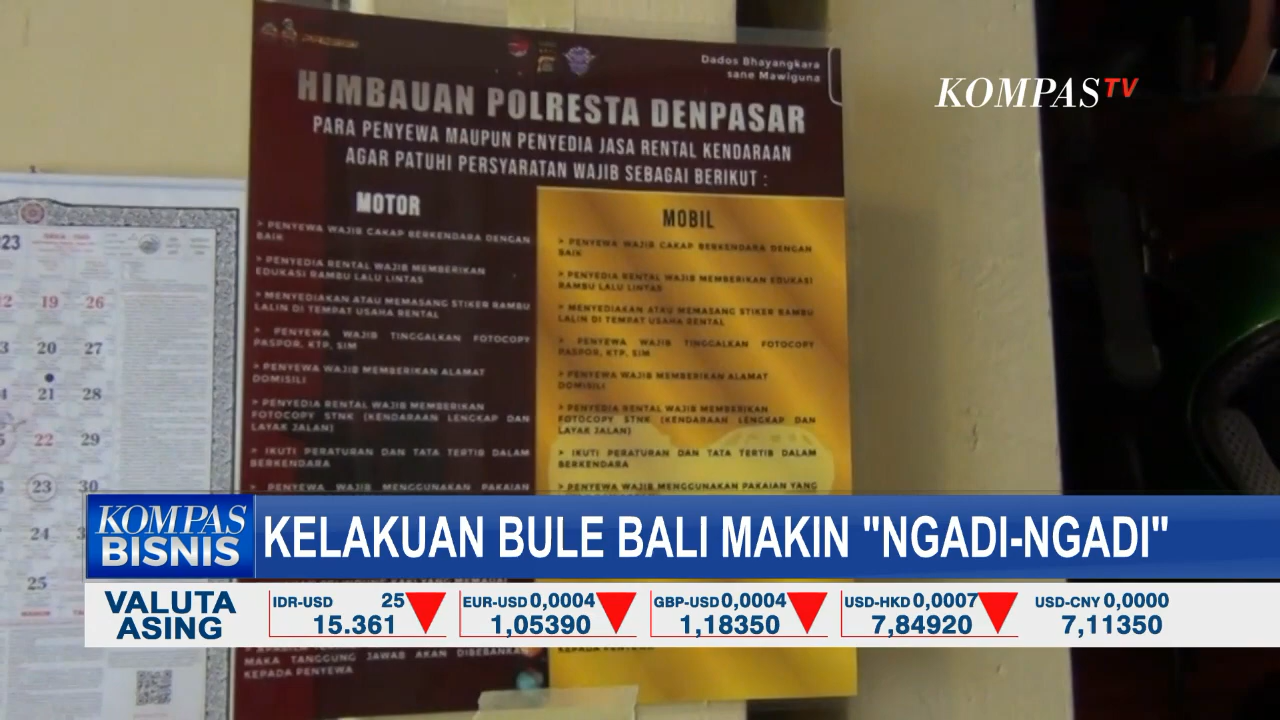 Dados Bhayangkara
sane Mawiguna
KOMPASTV
HIMBAUAN POLRESTA DENPASAR
PARA PENYEWA MAUPUN PENYEDIA JASA RENTAL KENDARAAN
AGAR PATUHI PERSYARATAN WAJIB SEBAGAI BERIKUT :
MOTOR
> PENYEWA WAJIB CAKAP BERKENDARA DENGAN
BAIK
> PENYEDIA RENTAL WAJIB MEMBERIKAN
EDUKASI RAMBU LALU LINTAS
> MENYEDIAKAN ATAU MEMASANG STIKER RAMBU
LALIN DI TEMPAT USAHA RENTAL
> PENYEWA WAJIB TINGGALKAN FOTOCOPY
PASPOR, KTP, SIM
> PENYEWA WAJIB MEMBERIKAN ALAMAT
DOMISILI
> PENYEDIA RENTAL WAJIB MEMBERIKAN
FOTOCOPY STNK (KENDARAAN LENGKAP DAN
LAYAK JALAN)
> IKUTI PERATURAN DAN TATA TERTIB DALAM
BERKENDARA
> PENYEWA WAJIB MENGGUNAKAN PAKAIAN
MAKA TANGGUNG JAWAB AKAN DIBEBANKAN
KEPADA PENYEWA
MOBIL
> PENYEWA WAJIB CAKAP BERKENDARA DENGAN
BAIK
> PENYEDIA RENTAL WAJIB MEMBERIKAN EDUKASI
RAMBU LALU LINTAS
> MENYEDIAKAN ATAU MEMASANG STIKER RAMBU
LALIN DI TEMPAT USAHA RENTAL
> PENYEWA WAJIB TINGGALKAN FOTOCOPY
PASPOR, KTP, SIM
> PENYEWA WAJIB MEMBERIKAN ALAMAT
DOMISILI
> PENYEDIA RENTAL WAJIB MEMBERIKAN
FOTOCOPY STNK (KENDARAAN LENGKAP DAN
LAYAK JALAN)
> IKUTI PERATURAN DAN TATA TERTIB DALAM
BERKENDARA
> PENYEWA WAJIB MENGGUNAKAN PAKAIAN YANG
KEPADA PENYEWA
23
19 26
20 27
21 28
22 29
23 30
24
25
KOMPAS
BISNIS
KELAKUAN BULE BALI MAKIN "NGADI-NGADI"
VALUTA
ASING
IDR-USD 25
15.361
EUR-USD 0,0004
1,05390
GBP-USD 0,0004
1,18350
USD-HKD 0,0007
7,84920
USD-CNY 0,0000
7,11350